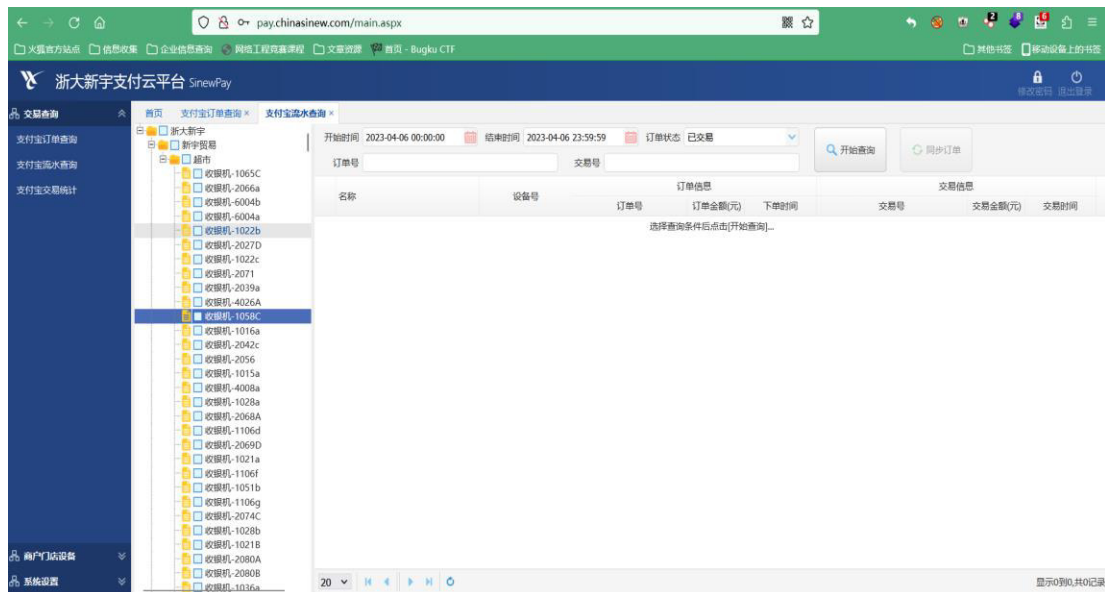 pay.chinasinew.com/main.aspx
火狐官方站点 信息收集 企业信息查询 网络工程竞赛课程 文章资源 首页 - Bugku CTF 其他书签 移动设备上的书签
浙大新宇支付云平台 SinewPay
修改密码 退出登录
交易查询
支付宝订单查询
支付宝流水查询
支付宝交易统计
商户门店设备
系统设置
首页 支付宝订单查询 × 支付宝流水查询 ×
浙大新宇
新宇贸易
超市
收银机-1065C
收银机-2066a
收银机-6004b
收银机-6004a
收银机-1022b
收银机-2027D
收银机-1022c
收银机-2071
收银机-2039a
收银机-4026A
收银机-1058C
收银机-1016a
收银机-2042c
收银机-2056
收银机-1015a
收银机-4008a
收银机-1028a
收银机-2068A
收银机-1106d
收银机-2069D
收银机-1021a
收银机-1106f
收银机-1051b
收银机-1106g
收银机-2074C
收银机-1028b
收银机-1021B
收银机-2080A
收银机-2080B
收银机-1036a
开始时间 2023-04-06 00:00:00 结束时间 2023-04-06 23:59:59 订单状态 已交易
订单号 交易号
开始查询 同步订单
名称 设备号 订单信息 交易信息
订单号 订单金额(元) 下单时间 交易号 交易金额(元) 交易时间
选择查询条件后点击[开始查询]...
20
显示0到0,共0记录